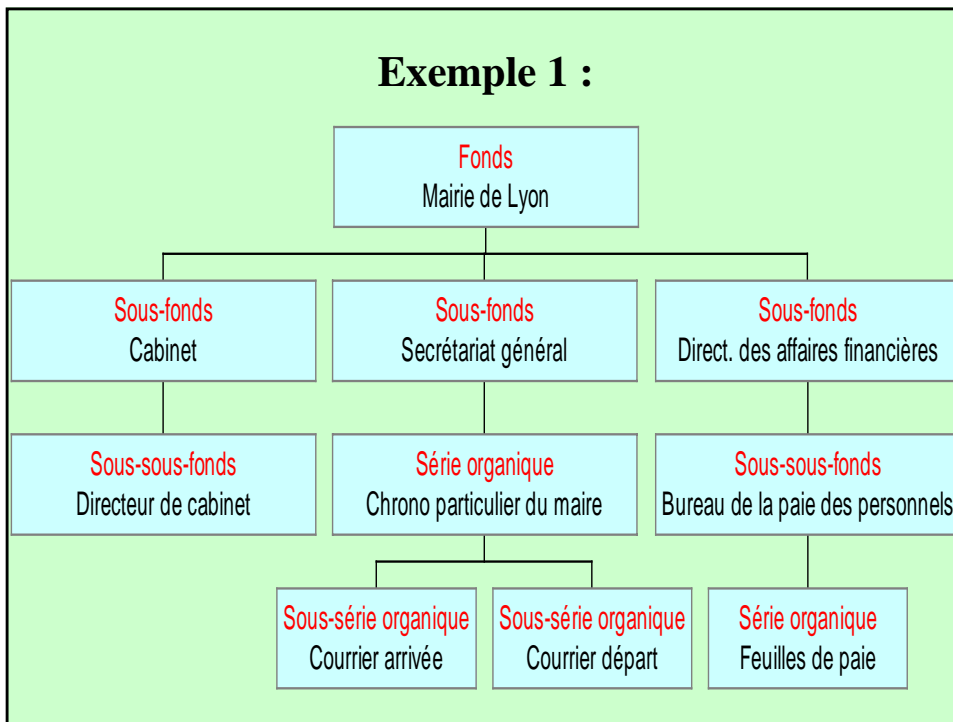 Exemple 1 :
Fonds
Mairie de Lyon
Sous-fonds
Cabinet
Sous-fonds
Secrétariat général
Sous-fonds
Direct. des affaires financières
Sous-sous-fonds
Directeur de cabinet
Série organique
Chrono particulier du maire
Sous-sous-fonds
Bureau de la paie des personnels
Sous-série organique
Courrier arrivée
Sous-série organique
Courrier départ
Série organique
Feuilles de paie